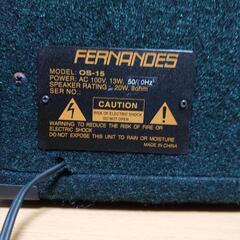 FERNANDES
MODEL: OS-15
POWER: AC 100V, 13W, 50/60Hz
SPEAKER RATING : 20W, 8ohm
SER NO.:
CAUTION
RISK OF ELECTRIC SHOCK
DO NOT OPEN
WARNING: TO REDUCE THE RISK OF FIRE OR
ELECTRIC SHOCK
DO NOT EXPOSE THIS UNIT TO RAIN OR MOISTURE
MADE IN CHINA